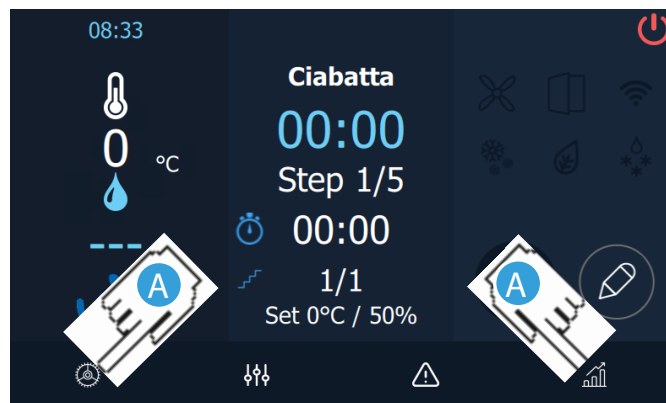 08:33
Ciabatta
00:00
0 °C
Step 1/5
00:00
---
1/1
A
A
Set 0°C / 50%